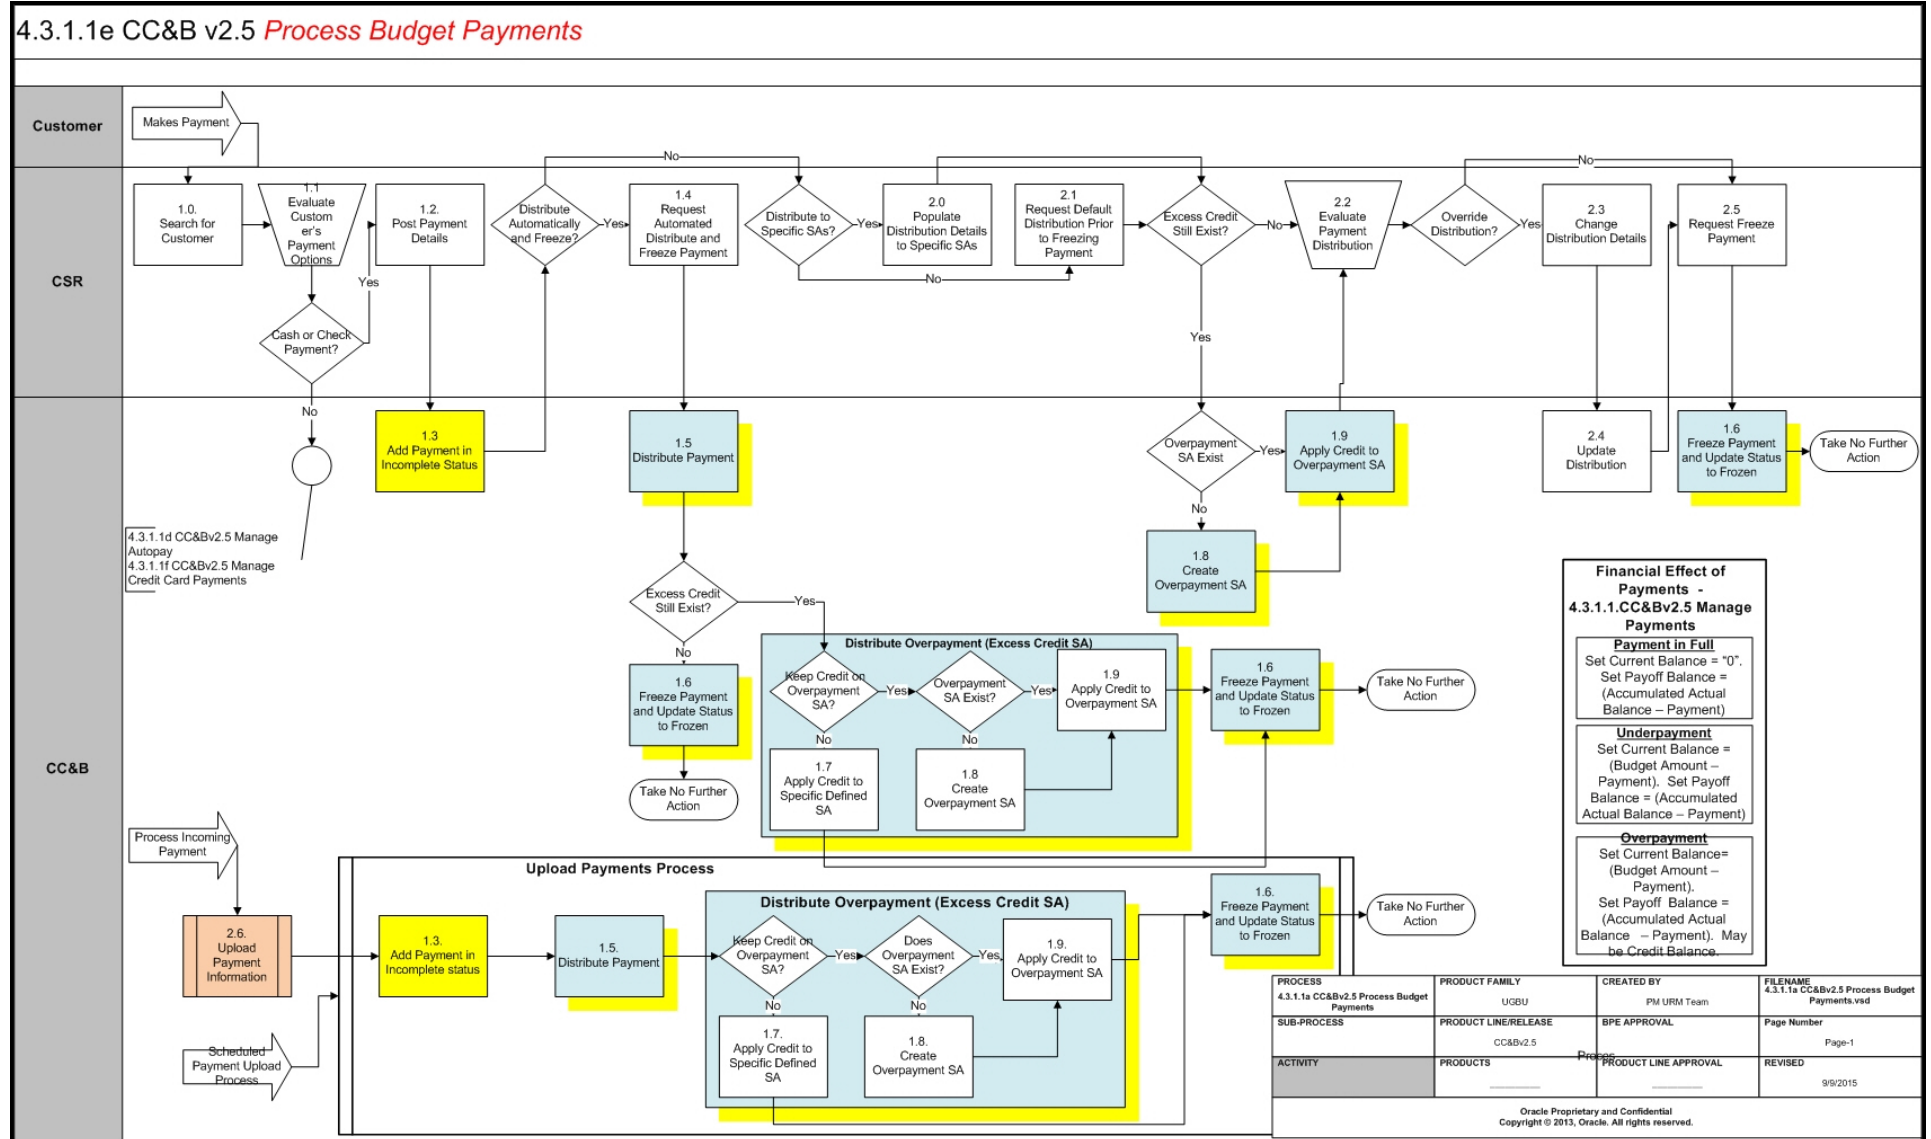 4.3.1.1e CC&B v2.5 Process Budget Payments
Customer
Makes Payment
CSR
1.0.
Search for
Customer
1.1
Evaluate
Custom
er's
Payment
Options
Cash or Check
Payment?
Yes
No
1.2.
Post Payment
Details
Distribute
Automatically
and Freeze?
No
Yes
1.4
Request
Automated
Distribute and
Freeze Payment
Distribute to
Specific SAs?
Yes
No
2.0
Populate
Distribution Details
to Specific SAs
2.1
Request Default
Distribution Prior
to Freezing
Payment
Excess Credit
Still Exist?
No
Yes
2.2
Evaluate
Payment
Distribution
Override
Distribution?
No
Yes
2.3
Change
Distribution Details
2.5
Request Freeze
Payment
CC&B
4.3.1.1d CC&Bv2.5 Manage
Autopay
4.3.1.1f CC&Bv2.5 Manage
Credit Card Payments
1.3
Add Payment in
Incomplete Status
1.5
Distribute Payment
Overpayment
SA Exist
Yes
No
1.9
Apply Credit to
Overpayment SA
1.8
Create
Overpayment SA
2.4
Update
Distribution
1.6
Freeze Payment
and Update Status
to Frozen
Take No Further
Action
Excess Credit
Still Exist?
Yes
No
1.6
Freeze Payment
and Update Status
to Frozen
Take No Further
Action
Distribute Overpayment (Excess Credit SA)
Keep Credit on
Overpayment
SA?
Yes
No
Overpayment
SA Exist?
Yes
No
1.9
Apply Credit to
Overpayment SA
1.7
Apply Credit to
Specific Defined
SA
1.8
Create
Overpayment SA
1.6
Freeze Payment
and Update Status
to Frozen
Take No Further
Action
Financial Effect of
Payments -
4.3.1.1.CC&Bv2.5 Manage
Payments
Payment in Full
Set Current Balance = “0”.
Set Payoff Balance =
(Accumulated Actual
Balance – Payment)
Underpayment
Set Current Balance =
(Budget Amount –
Payment). Set Payoff
Balance = (Accumulated
Actual Balance – Payment)
Overpayment
Set Current Balance=
(Budget Amount –
Payment).
Set Payoff Balance =
(Accumulated Actual
Balance – Payment). May
be Credit Balance.
Process Incoming
Payment
2.6.
Upload
Payment
Information
Scheduled
Payment Upload
Process
Upload Payments Process
1.3.
Add Payment in
Incomplete status
1.5.
Distribute Payment
Distribute Overpayment (Excess Credit SA)
Keep Credit on
Overpayment
SA?
Yes
No
Does
Overpayment
SA Exist?
Yes
No
1.9.
Apply Credit to
Overpayment SA
1.7.
Apply Credit to
Specific Defined
SA
1.8.
Create
Overpayment SA
1.6.
Freeze Payment
and Update Status
to Frozen
Take No Further
Action
PROCESS
4.3.1.1a CC&Bv2.5 Process Budget
Payments
PRODUCT FAMILY
UGBU
CREATED BY
PM URM Team
FILENAME
4.3.1.1a CC&Bv2.5 Process Budget
Payments.vsd
SUB-PROCESS
PRODUCT LINE/RELEASE
CC&Bv2.5
BPE APPROVAL
Page Number
Page-1
Proces
ACTIVITY
PRODUCTS
PRODUCT LINE APPROVAL
REVISED
9/9/2015
Oracle Proprietary and Confidential
Copyright © 2013, Oracle. All rights reserved.